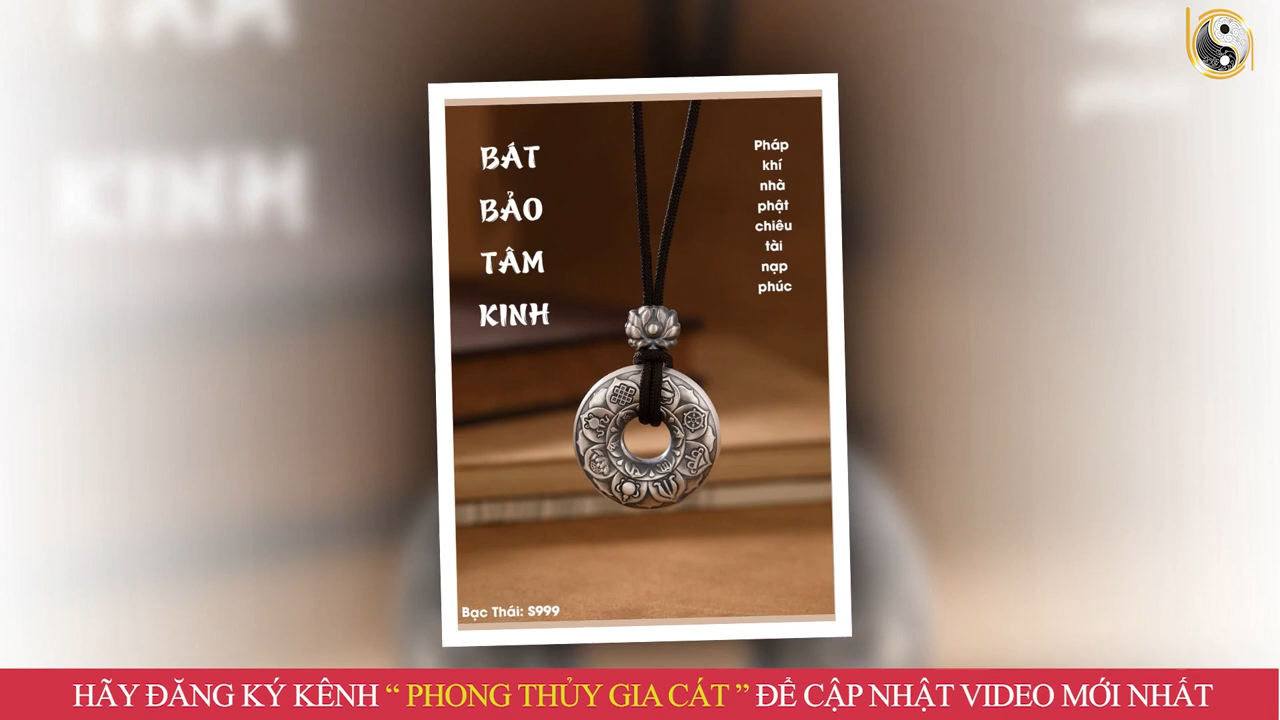 BÁT
BẢO
TÂM
KINH
Pháp
khí
nhà
phật
chiêu
tài
nạp
phúc
Bạc Thái: S999
HÃY ĐĂNG KÝ KÊNH “ PHONG THỦY GIA CÁT ” ĐỂ CẬP NHẬT VIDEO MỚI NHẤT